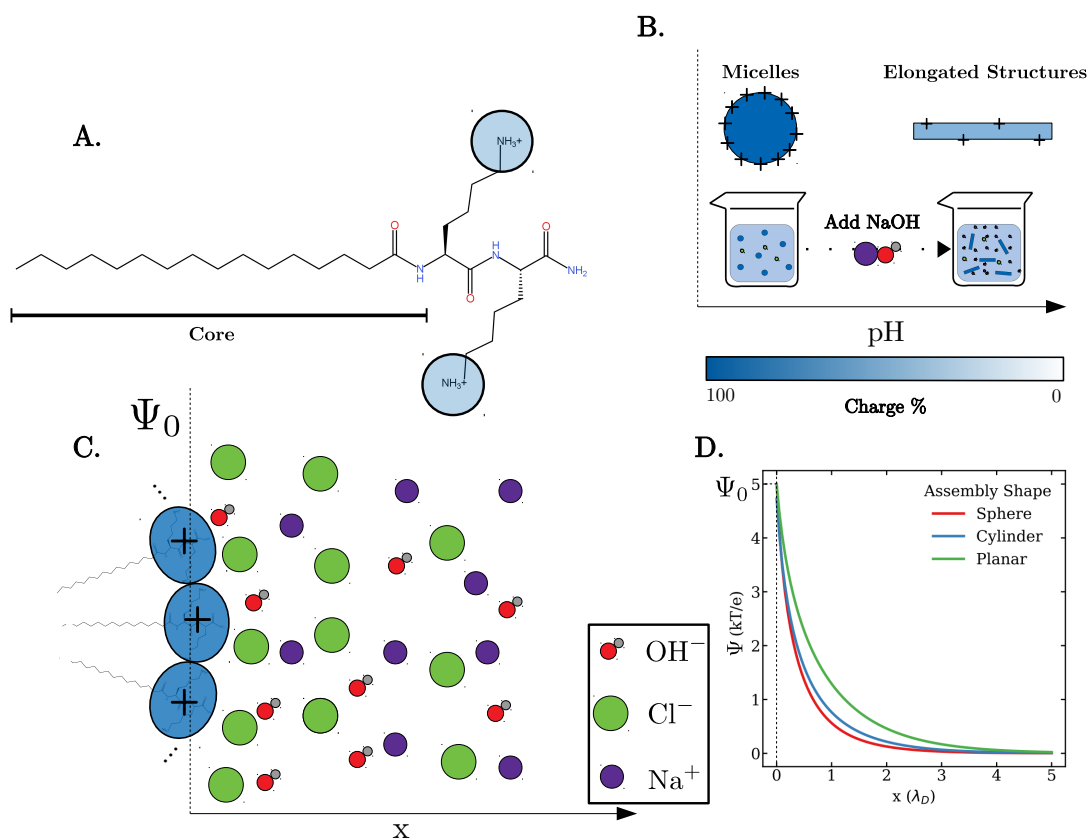 B.
Micelles
Elongated Structures
A.
NH₃+
O
O
N
H
H
N
O
NH₂
NH₃+
Core
Add NaOH
pH
100
0
Charge %
Ψ₀
C.
OH⁻
Cl⁻
Na⁺
x
D.
Ψ₀
Assembly Shape
Sphere
Cylinder
Planar
Ψ (kT/e)
5
4
3
2
1
0
0 1 2 3 4 5
x (λ_D)